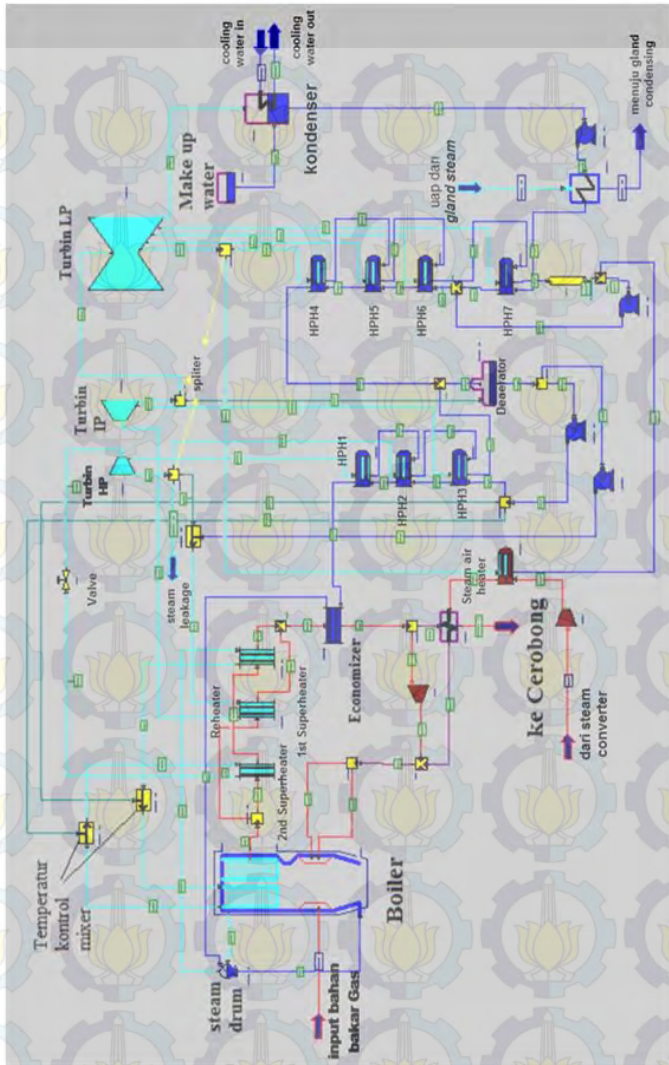 cooling
water in
cooling
water out
kondenser
Make up
water
Turbin LP
uap dari
gland steam
menuju gland
condensing
HPH4
HPH5
HPH6
HPH7
spliter
Turbin
IP
Turbin
HP
Deaerator
HPH1
HPH2
HPH3
Valve
steam
leakage
Steam air
heater
Reheater
1st Superheater
2nd Superheater
Economizer
ke Cerobong
dari steam
converter
Temperatur
kontrol
mixer
Boiler
steam
drum
input bahan
bakar Gas